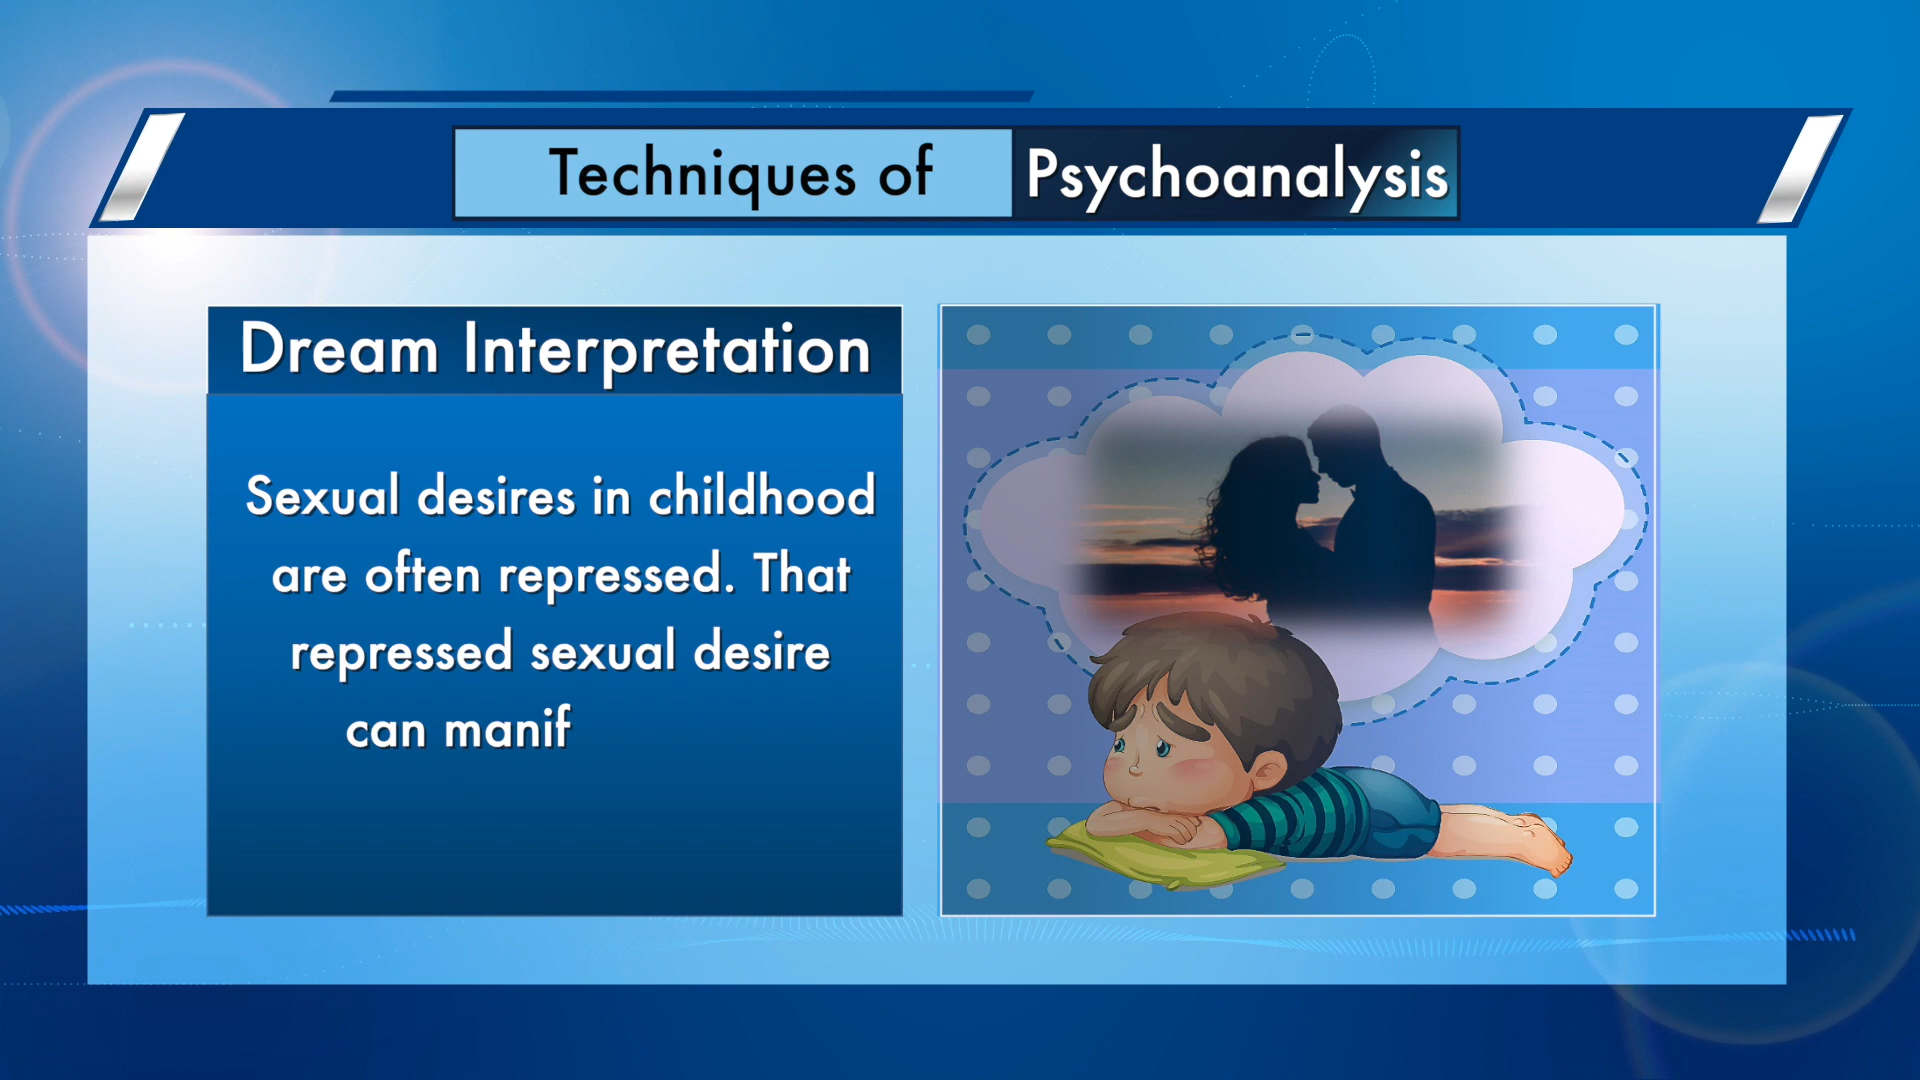 Techniques of Psychoanalysis
Dream Interpretation
Sexual desires in childhood
are often repressed. That
repressed sexual desire
can manif